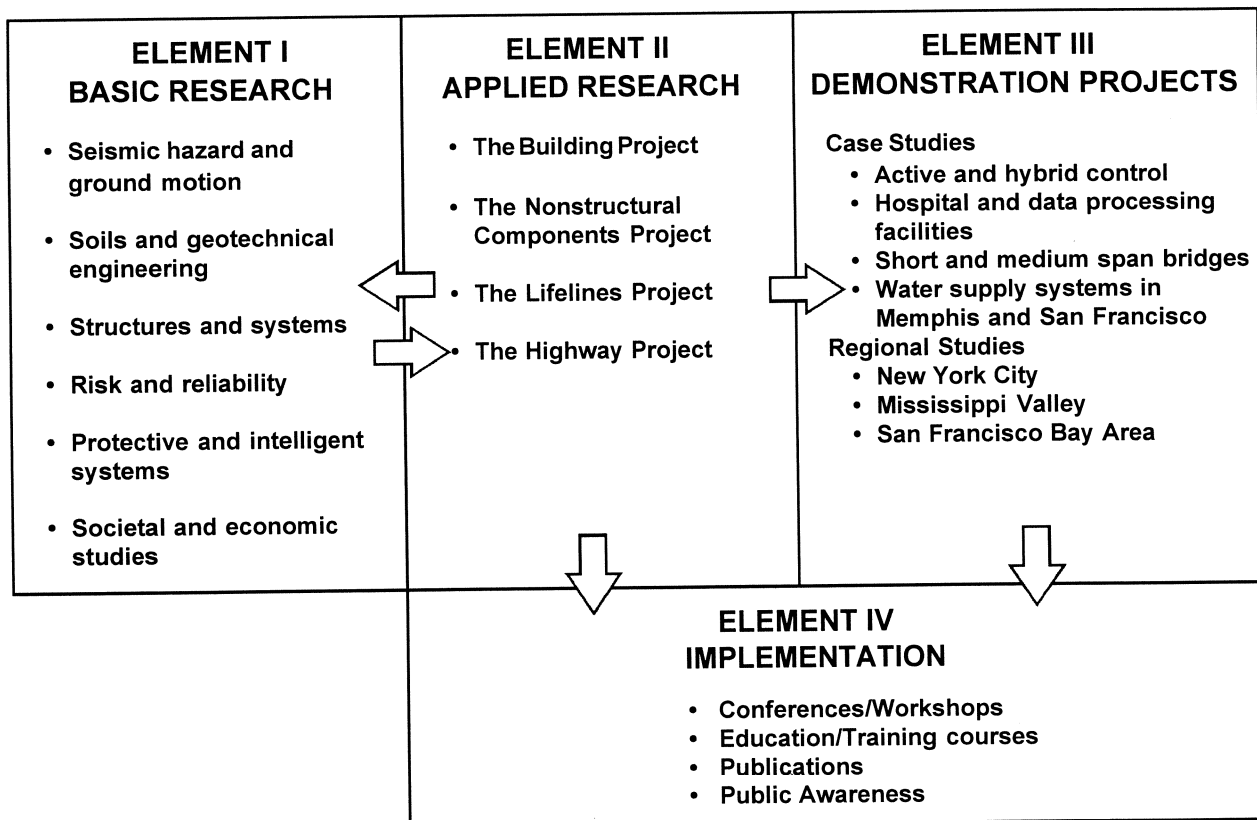 ELEMENT I
BASIC RESEARCH
• Seismic hazard and
ground motion
• Soils and geotechnical
engineering
• Structures and systems
• Risk and reliability
• Protective and intelligent
systems
• Societal and economic
studies
ELEMENT II
APPLIED RESEARCH
• The Building Project
• The Nonstructural
Components Project
• The Lifelines Project
• The Highway Project
ELEMENT III
DEMONSTRATION PROJECTS
Case Studies
• Active and hybrid control
• Hospital and data processing
facilities
• Short and medium span bridges
• Water supply systems in
Memphis and San Francisco
Regional Studies
• New York City
• Mississippi Valley
• San Francisco Bay Area
ELEMENT IV
IMPLEMENTATION
• Conferences/Workshops
• Education/Training courses
• Publications
• Public Awareness